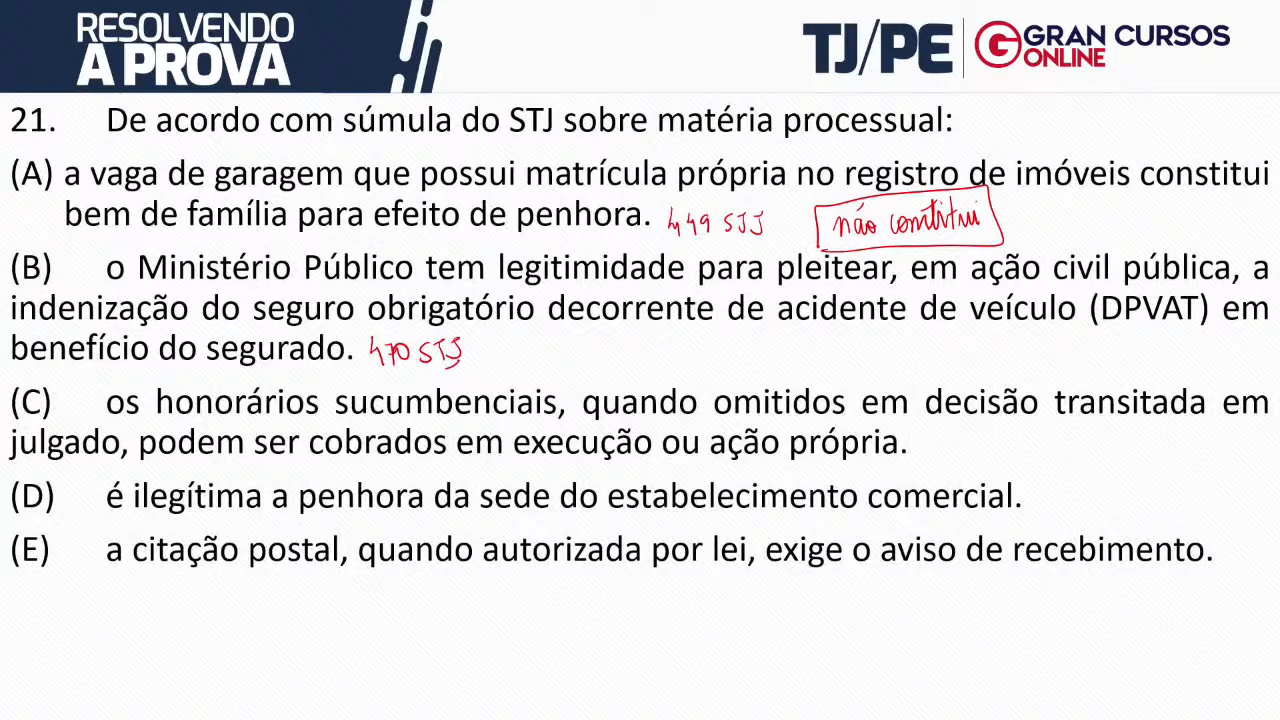 RESOLVENDO
A PROVA
TJ/PE
G GRAN CURSOS
ONLINE
21. De acordo com súmula do STJ sobre matéria processual:
(A) a vaga de garagem que possui matrícula própria no registro de imóveis constitui
bem de família para efeito de penhora. 449 STJ não constitui
(B) o Ministério Público tem legitimidade para pleitear, em ação civil pública, a
indenização do seguro obrigatório decorrente de acidente de veículo (DPVAT) em
benefício do segurado. 470 STJ
(C) os honorários sucumbenciais, quando omitidos em decisão transitada em
julgado, podem ser cobrados em execução ou ação própria.
(D) é ilegítima a penhora da sede do estabelecimento comercial.
(E) a citação postal, quando autorizada por lei, exige o aviso de recebimento.